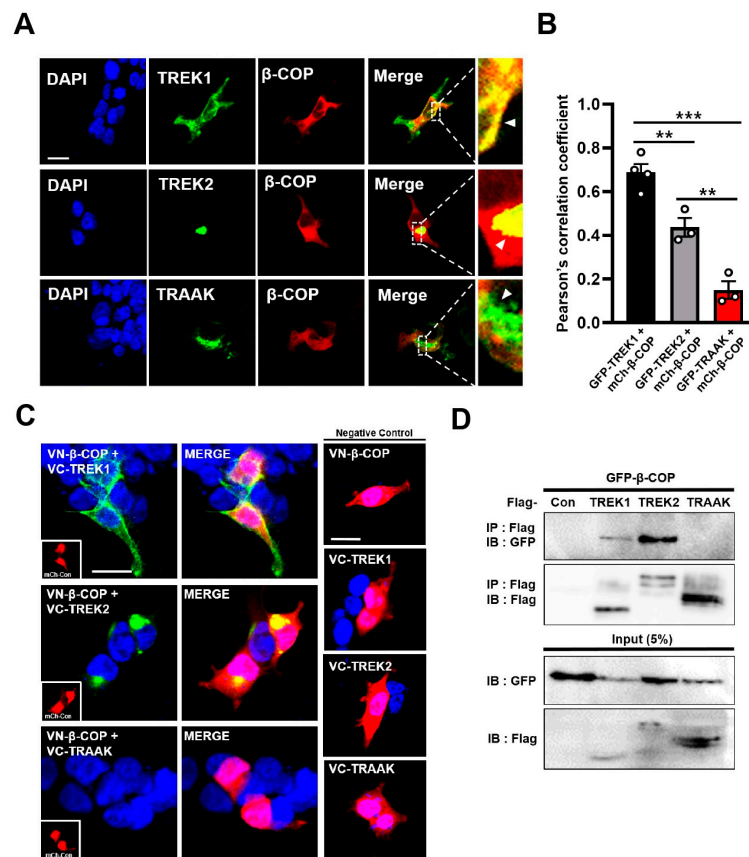 A
DAPI
TREK1
β-COP
Merge
DAPI
TREK2
β-COP
Merge
DAPI
TRAAK
β-COP
Merge
B
Pearson's correlation coefficient
1.0
0.8
0.6
0.4
0.2
0.0
***
**
**
GFP-TREK1 +
mCh-β-COP
GFP-TREK2 +
mCh-β-COP
GFP-TRAAK +
mCh-β-COP
C
VN-β-COP +
VC-TREK1
mCh-Con
MERGE
VN-β-COP +
VC-TREK2
mCh-Con
MERGE
VN-β-COP +
VC-TRAAK
mCh-Con
MERGE
Negative Control
VN-β-COP
VC-TREK1
VC-TREK2
VC-TRAAK
D
GFP-β-COP
Flag- Con TREK1 TREK2 TRAAK
IP : Flag
IB : GFP
IP : Flag
IB : Flag
Input (5%)
IB : GFP
IB : Flag